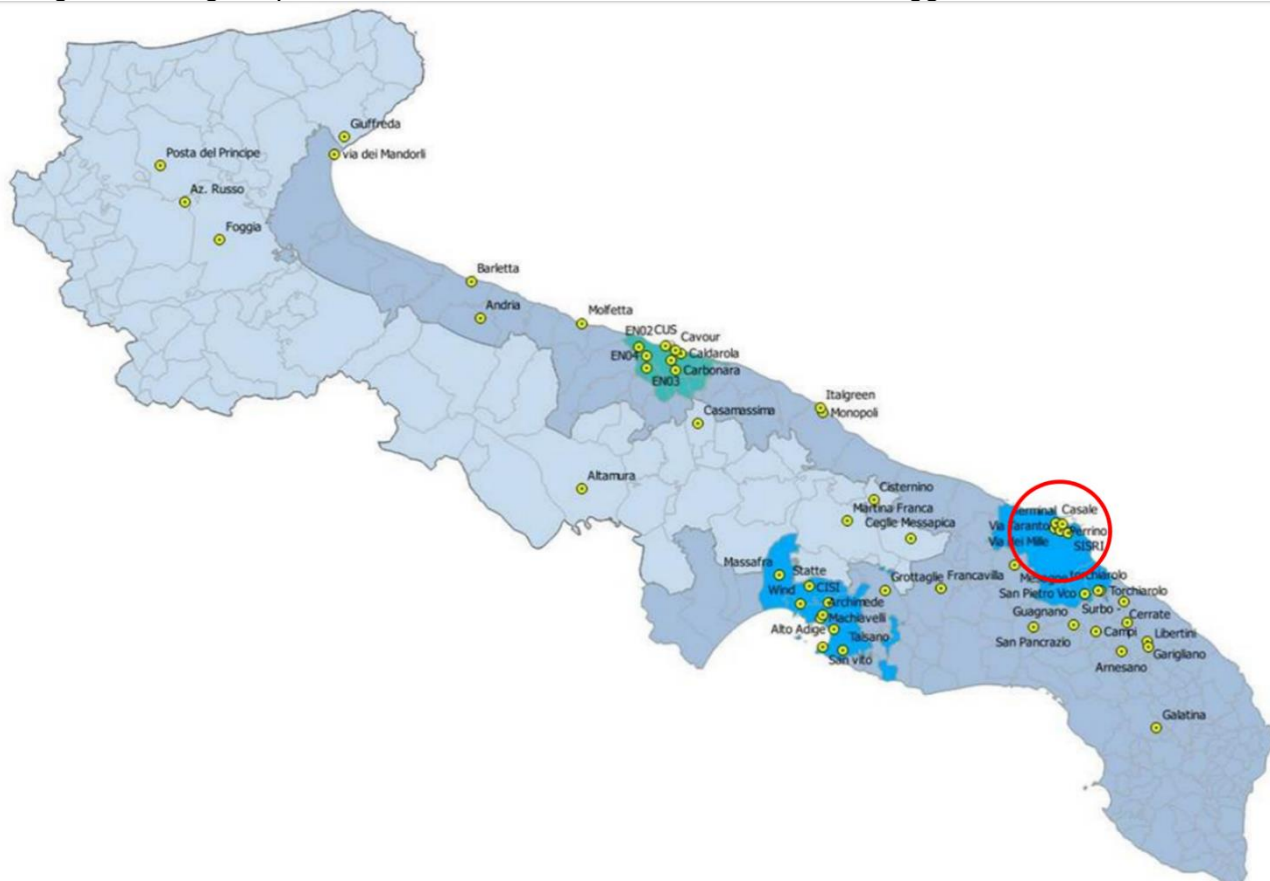 Giuffreda
Posta del Principe
via dei Mandorli
Az. Russo
Foggia
Barletta
Andria
Molfetta
EN02
CUS
Cavour
EN04
Caldarola
Carbonara
EN03
Italgreen
Monopoli
Casamassima
Altamura
Cisternino
Martina Franca
Ceglie Messapica
Terminal
Casale
Via Taranto
Perrino
Via dei Mille
SISRI
Massafra
Statte
Grottaglie
Francavilla
Mesagne
Torchiarolo
Wind
CISI
San Pietro Vco
Torchiarolo
Archimede
Guagnano
Surbo -
Cerrate
Machiavelli
Alto Adige
Talsano
San Pancrazio
Campi
Libertini
Garigliano
San vito
Arnesano
Galatina